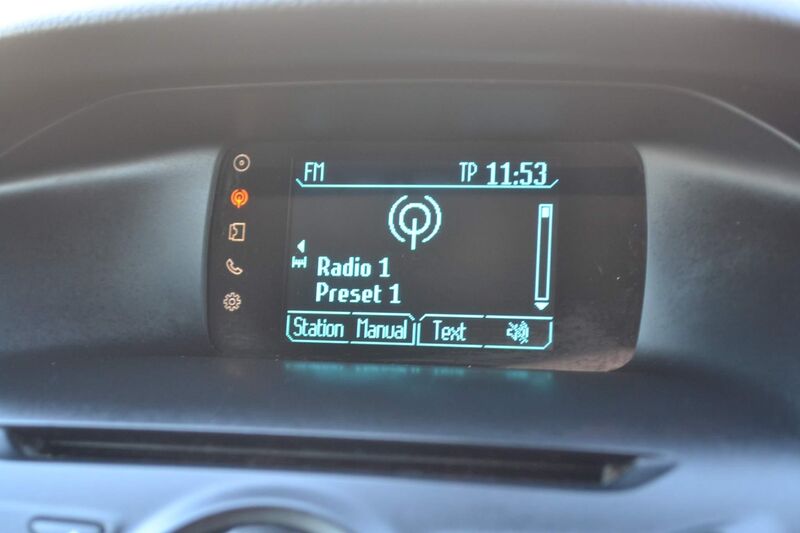 FM TP 11:53
Radio 1
Preset 1
Station Manual Text